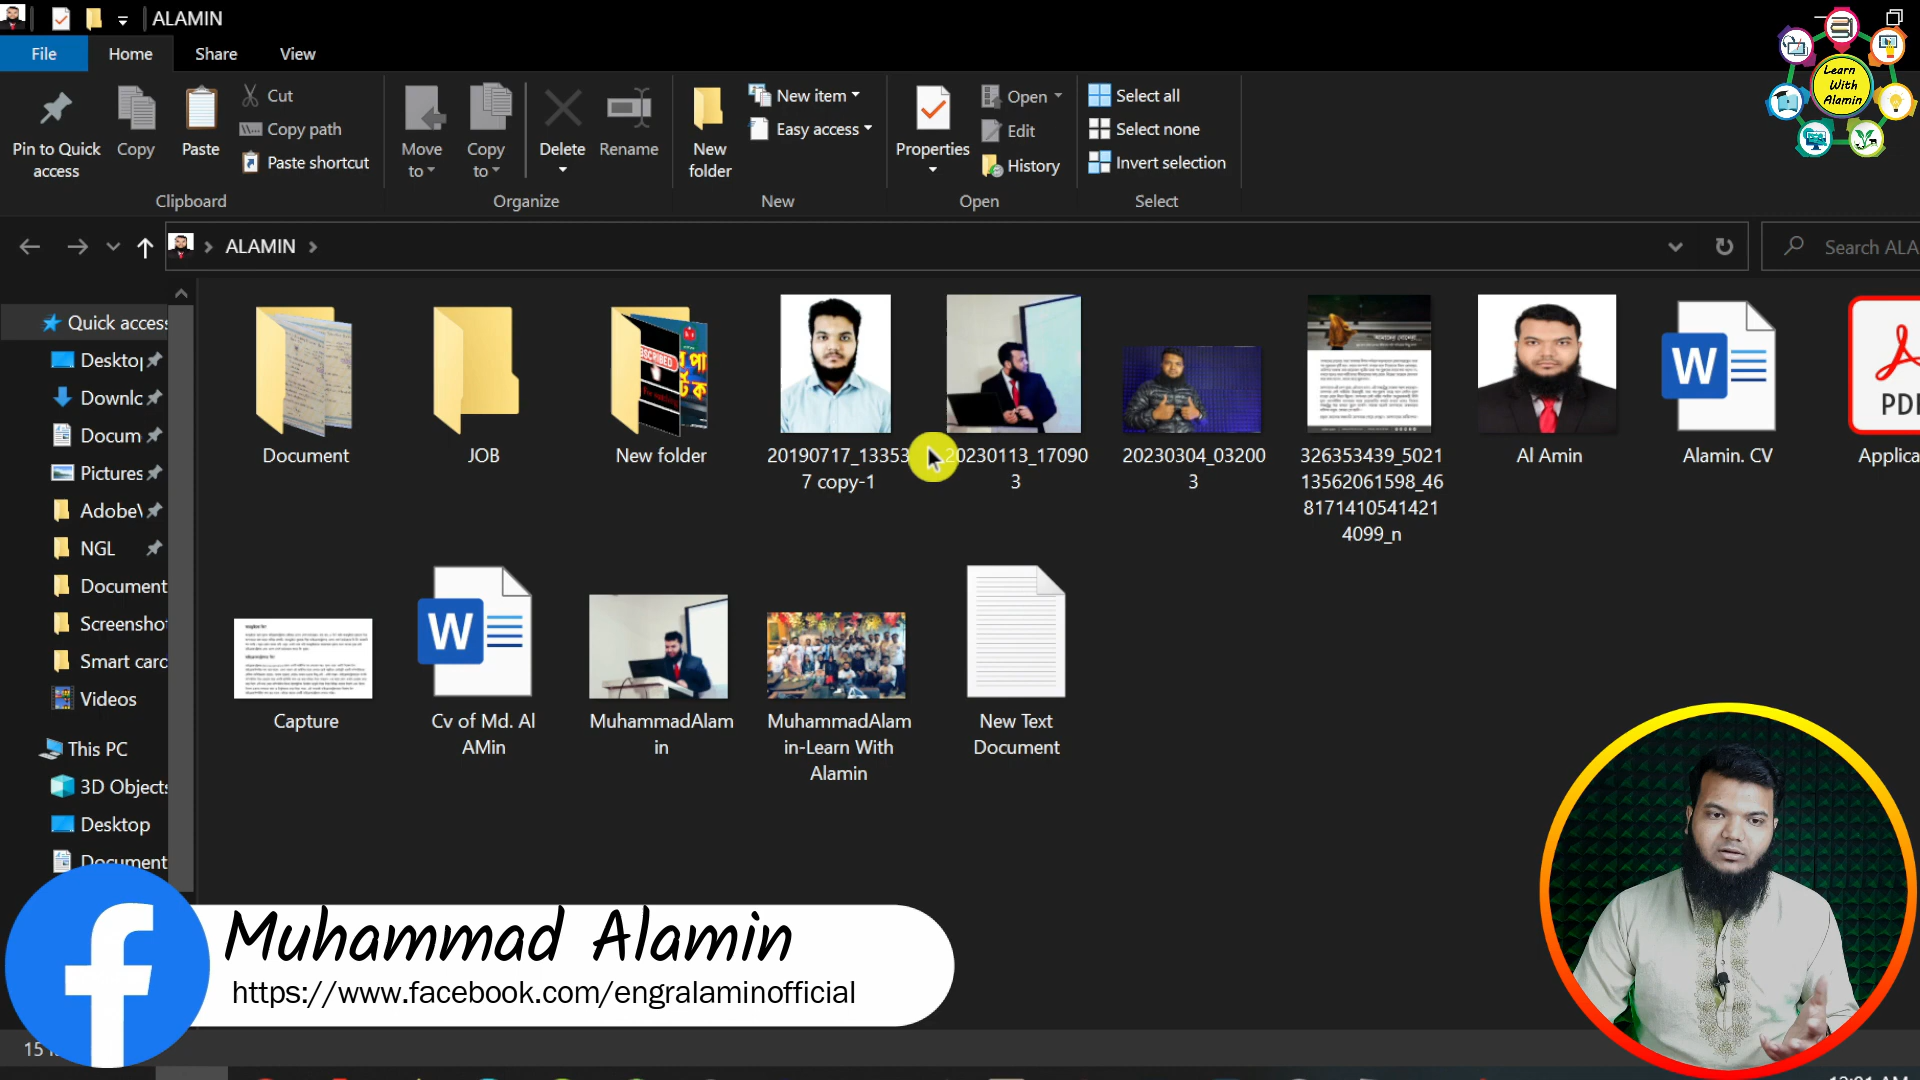 ALAMIN
File
Home
Share
View
Learn
With
Alamin
Pin to Quick
access
Copy
Paste
Cut
Copy path
Paste shortcut
Clipboard
Move
to
Copy
to
Delete
Rename
Organize
New
folder
New item
Easy access
New
Properties
Open
Edit
History
Open
Select all
Select none
Invert selection
Select
ALAMIN
Search ALA
Quick access
Desktop
Downlc
Docum
Pictures
NGL
Document
Screensho
Smart card
Videos
This PC
3D Objects
Desktop
Document
Document
JOB
New folder
20190717_13353
7 copy-1
20230113_17090
3
20230304_03200
3
326353439_5021
13562061598_46
8171410541421
4099_n
Al Amin
W
Alamin. CV
PDF
Applica
Capture
W
Cv of Md. Al
AMin
MuhammadAlam
in
MuhammadAlam
in-Learn With
Alamin
New Text
Document
f
Muhammad Alamin
https://www.facebook.com/engralaminofficial
15